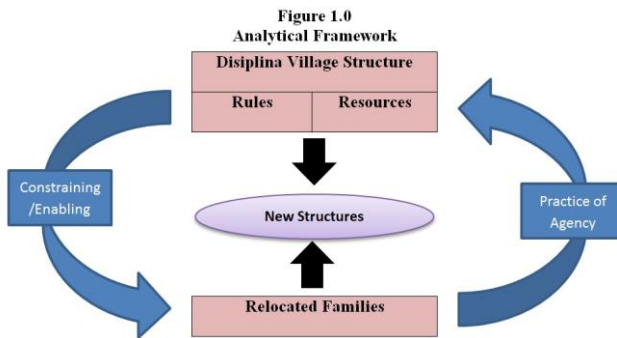 Figure 1.0
Analytical Framework
Disiplina Village Structure
Rules
Resources
Constraining
/Enabling
New Structures
Practice of
Agency
Relocated Families